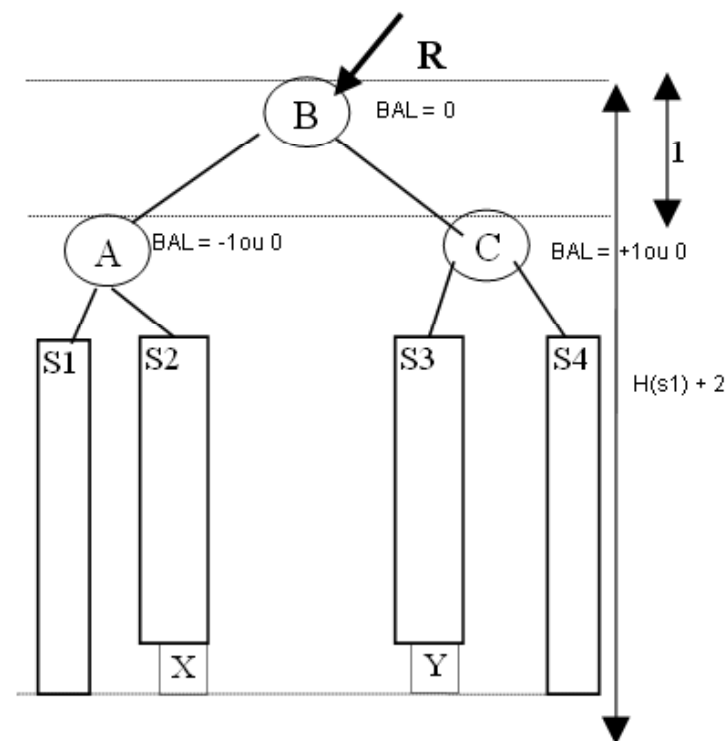 R
B
BAL = 0
1
A
BAL = -1ou 0
C
BAL = +1ou 0
S1
S2
S3
S4
H(s1) + 2
X
Y